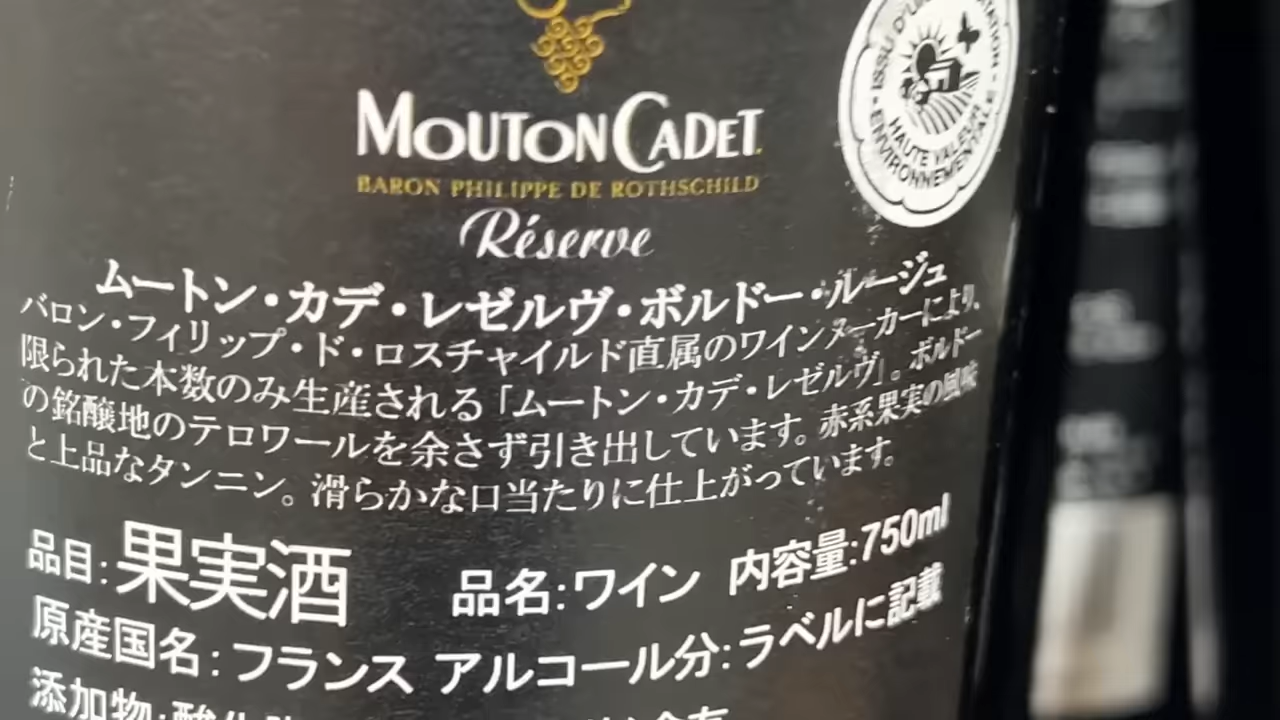 MOUTON CADET
BARON PHILIPPE DE ROTHSCHILD
Réserve
ISSU D'UNE
HAUTE VALEUR
ENVIRONNEMENTALE
ムートン・カデ・レゼルヴ・ボルドー・ルージュ
バロン・フィリップ・ド・ロスチャイルド直属のワインメーカーにより、
限られた本数のみ生産される「ムートン・カデ・レゼルヴ」。ボルドー
の銘醸地のテロワールを余さず引き出しています。赤系果実の風味
と上品なタンニン。滑らかな口当たりに仕上がっています。
品目:果実酒 品名:ワイン 内容量:750ml
原産国名:フランス アルコール分:ラベルに記載
添加物:酸化防